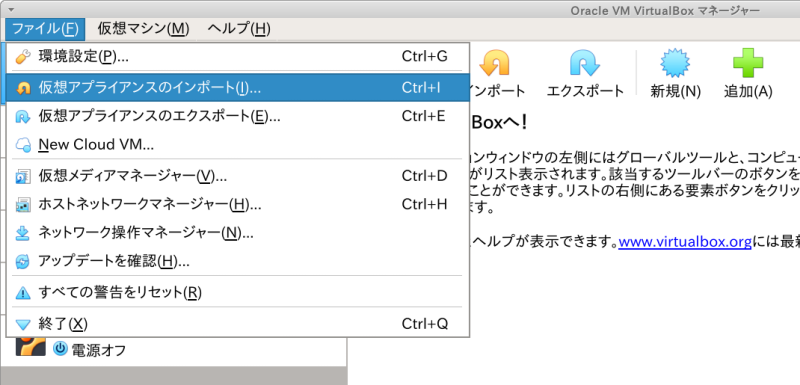 Oracle VM VirtualBox マネージャー
ファイル(F) 仮想マシン(M) ヘルプ(H)
環境設定(P)... Ctrl+G
仮想アプライアンスのインポート(I)... Ctrl+I
仮想アプライアンスのエクスポート(E)... Ctrl+E
New Cloud VM...
仮想メディアマネージャー(V)... Ctrl+D
ホストネットワークマネージャー(H)... Ctrl+H
ネットワーク操作マネージャー(N)...
アップデートを確認(H)...
すべての警告をリセット(R)
終了(X) Ctrl+Q
電源オフ
ンポート エクスポート 新規(N) 追加(A)
Boxへ!
ョンウィンドウの左側にはグローバルツールと、コンピュ
がリスト表示されます。該当するツールバーのボタンを
ことができます。リストの右側にある要素ボタンをクリッ
ます。
ヘルプが表示できます。www.virtualbox.orgには最新